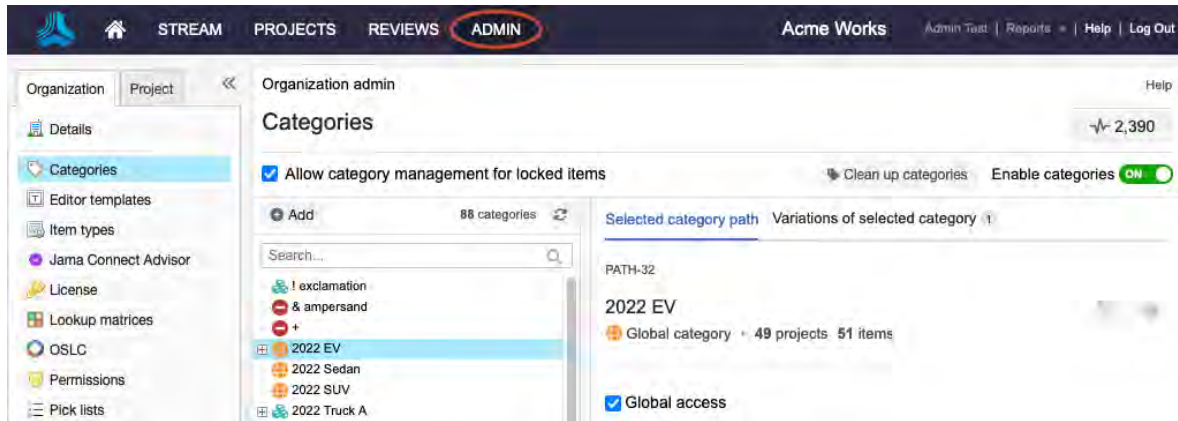 STREAM PROJECTS REVIEWS ADMIN Acme Works Admin Test | Reports | Help | Log Out
Organization Project Organization admin Help
Details Categories 2,390
Categories Allow category management for locked items Clean up categories Enable categories ON
Editor templates Add 88 categories Selected category path Variations of selected category 1
Item types
Jama Connect Advisor Search... PATH-32
License ! exclamation
Lookup matrices & ampersand 2022 EV
OSLC + Global category • 49 projects 51 items
2022 EV
Permissions 2022 Sedan
2022 SUV Global access
Pick lists 2022 Truck A